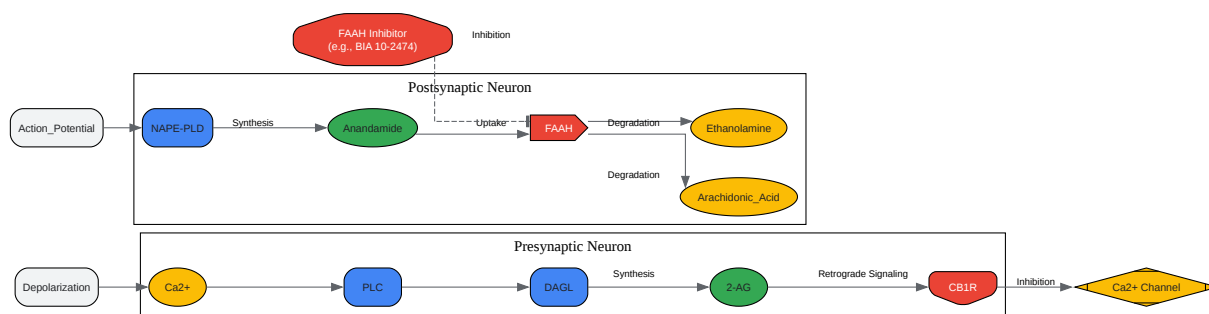 FAAH Inhibitor
(e.g., BIA 10-2474)
Inhibition
Postsynaptic Neuron
Action_Potential
NAPE-PLD
Synthesis
Anandamide
Uptake
FAAH
Degradation
Ethanolamine
Degradation
Arachidonic_Acid
Presynaptic Neuron
Depolarization
Ca2+
PLC
DAGL
Synthesis
2-AG
Retrograde Signaling
CB1R
Inhibition
Ca2+ Channel